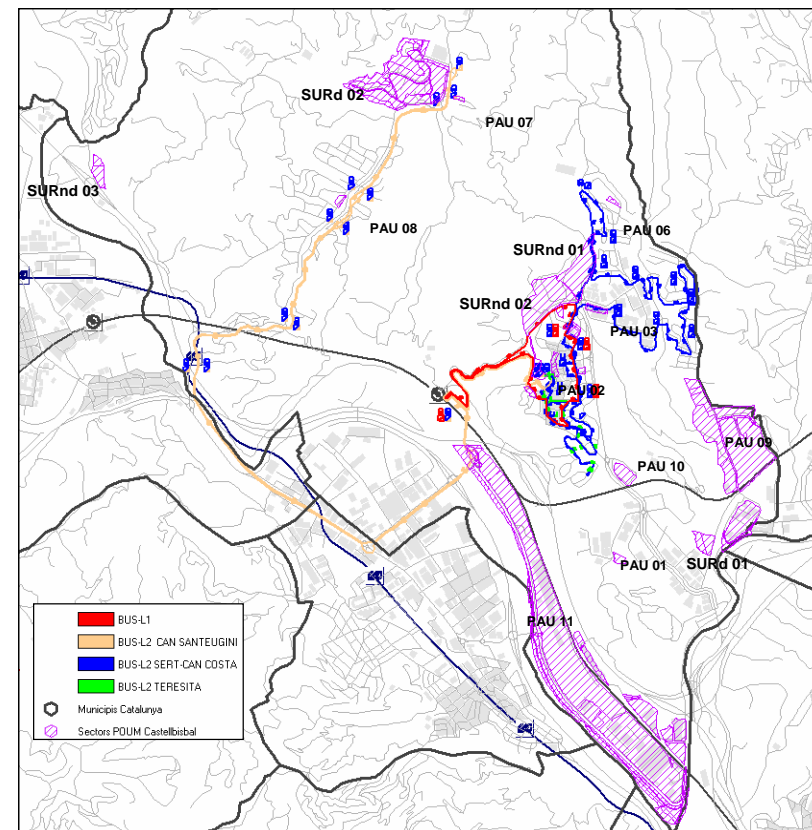 SURd 02
PAU 07
SURnd 03
PAU 08
PAU 06
SURnd 01
SURnd 02
PAU 03
PAU 02
PAU 09
PAU 10
PAU 01
SURd 01
PAU 11
BUS-L1
BUS-L2 CAN SANTEUGINI
BUS-L2 SERT-CAN COSTA
BUS-L2 TERESITA
Municipis Catalunya
Sectors POUM Castellbisbal